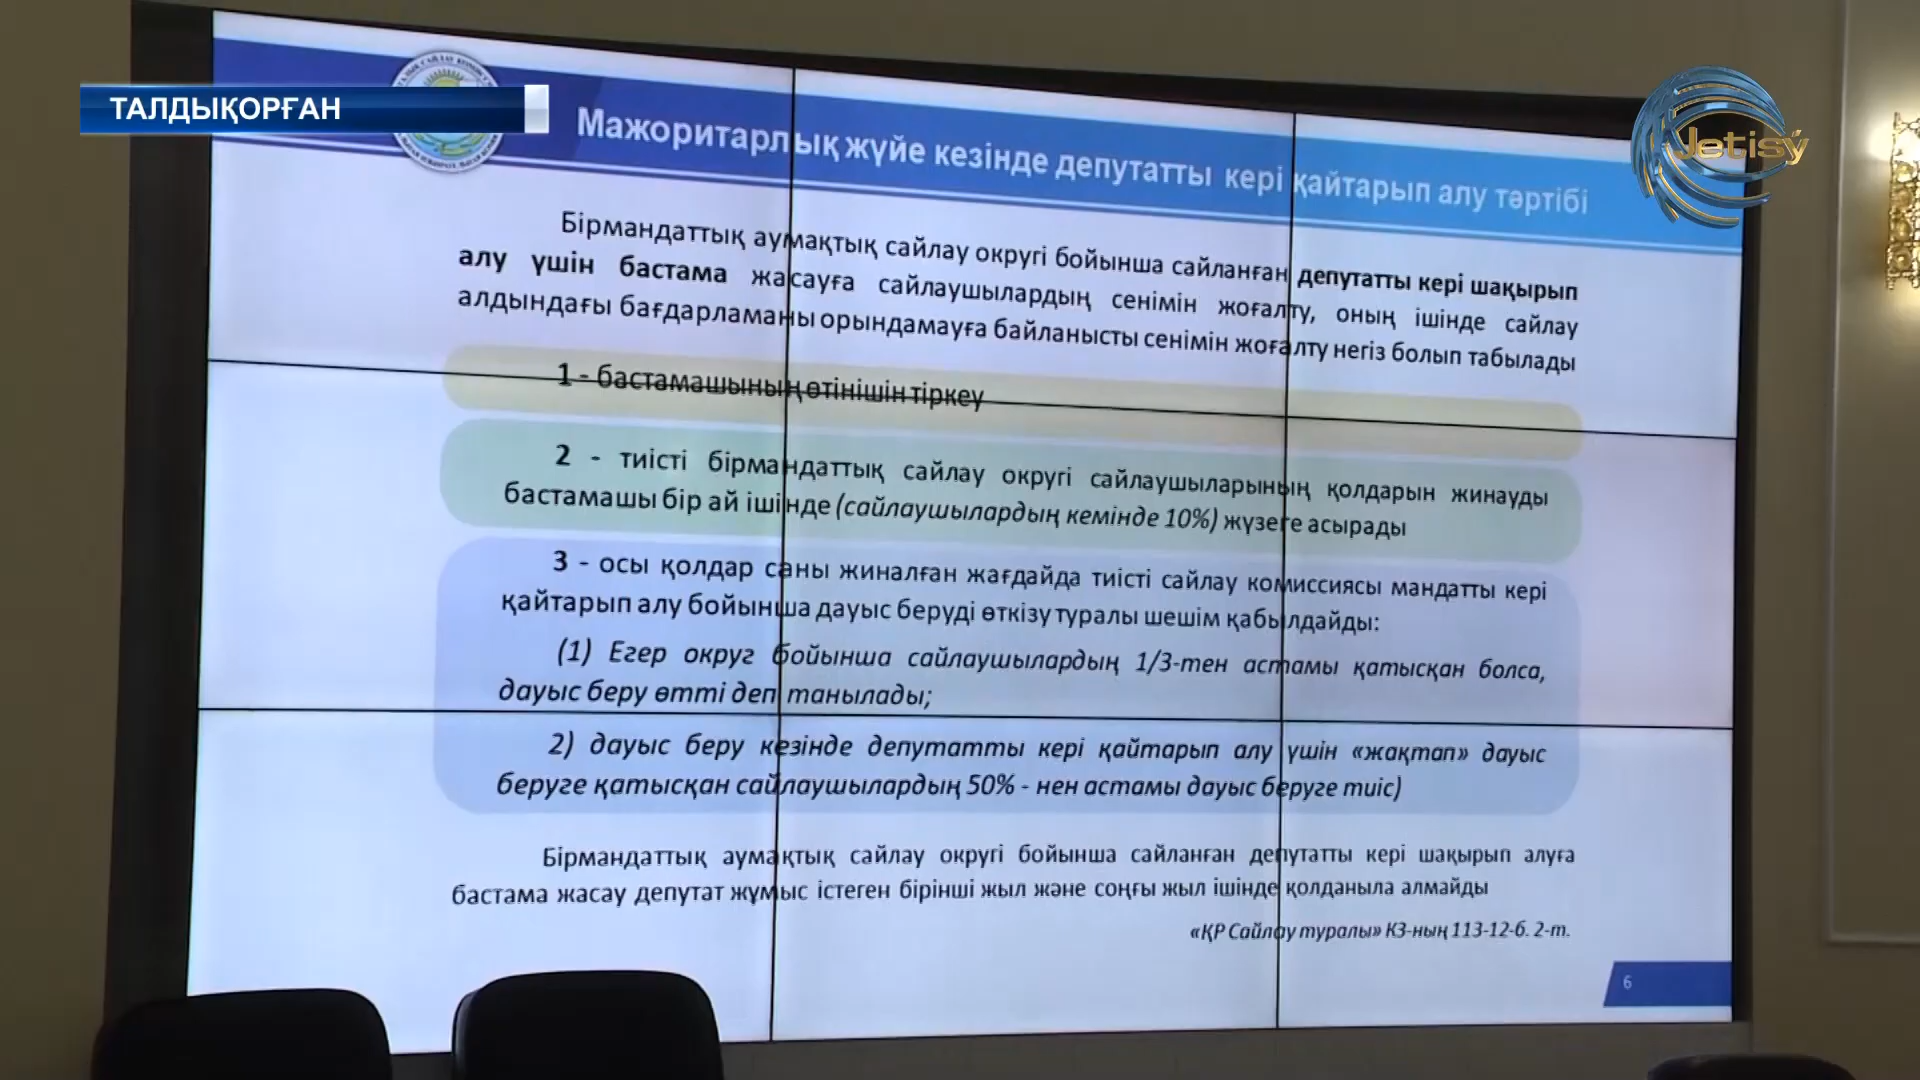 ТАЛДЫҚОРҒАН
Jetisý
Мажоритарлық жүйе кезінде депутатты кері қайтарып алу тәртібі
Бірмандаттық аумақтық сайлау округі бойынша сайланған депутатты кері шақырып
алу үшін бастама жасауға сайлаушылардың сенімін жоғалту, оның ішінде сайлау
алдындағы бағдарламаны орындамауға байланысты сенімін жоғалту негіз болып табылады
1 - бастамашының өтінішін тіркеу
2 - тиісті бірмандаттық сайлау округі сайлаушыларының қолдарын жинауды
бастамашы бір ай ішінде (сайлаушылардың кемінде 10%) жүзеге асырады
3 - осы қолдар саны жиналған жағдайда тиісті сайлау комиссиясы мандатты кері
қайтарып алу бойынша дауыс беруді өткізу туралы шешім қабылдайды:
(1) Егер округ бойынша сайлаушылардың 1/3-тен астамы қатысқан болса,
дауыс беру өтті деп танылады;
2) дауыс беру кезінде депутатты кері қайтарып алу үшін «жақтап» дауыс
беруге қатысқан сайлаушылардың 50% - нен астамы дауыс беруге тиіс)
Бірмандаттық аумақтық сайлау округі бойынша сайланған депутатты кері шақырып алуға
бастама жасау депутат жұмыс істеген бірінші жыл және соңғы жыл ішінде қолданыла алмайды
«ҚР Сайлау туралы» КЗ-ның 113-12-б. 2-т.
6